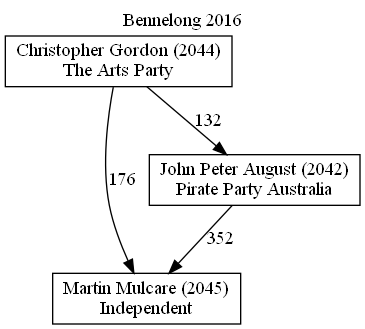 Bennelong 2016
Christopher Gordon (2044)
The Arts Party
132
John Peter August (2042)
Pirate Party Australia
176
352
Martin Mulcare (2045)
Independent